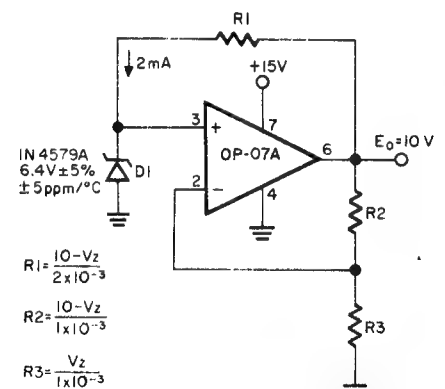 R1
2mA
+15V
3
+
7
OP-07A
6
E₀=10V
IN 4579A
6.4V±5%
±5ppm/°C
D1
2
−
4
R2
R1= 10-Vz / 2x10⁻³
R2= 10-Vz / 1x10⁻³
R3
R3= Vz / 1x10⁻³